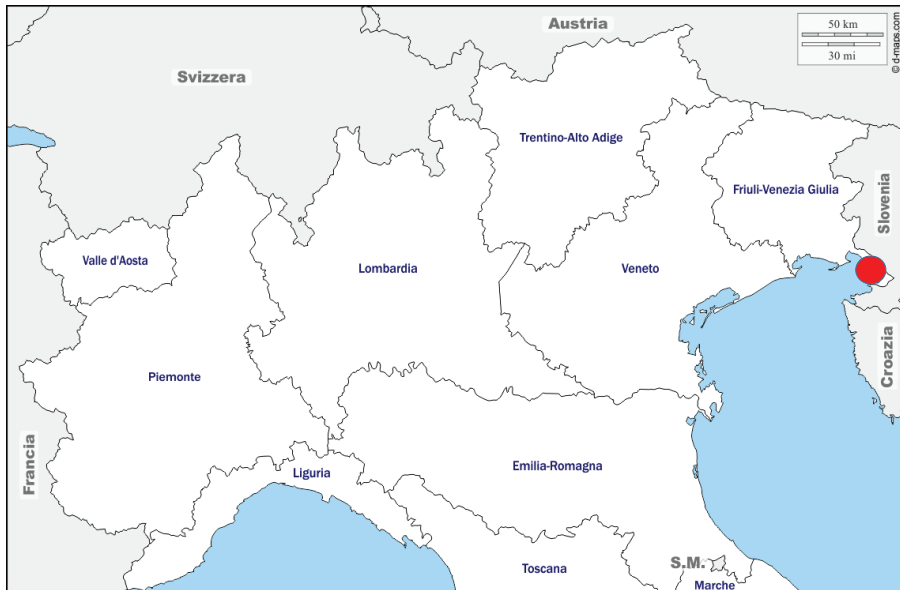 Austria
50 km
30 mi
© d-maps.com
Svizzera
Trentino-Alto Adige
Friuli-Venezia Giulia
Slovenia
Valle d'Aosta
Lombardia
Veneto
Croazia
Piemonte
Francia
Liguria
Emilia-Romagna
S.M.
Toscana
Marche